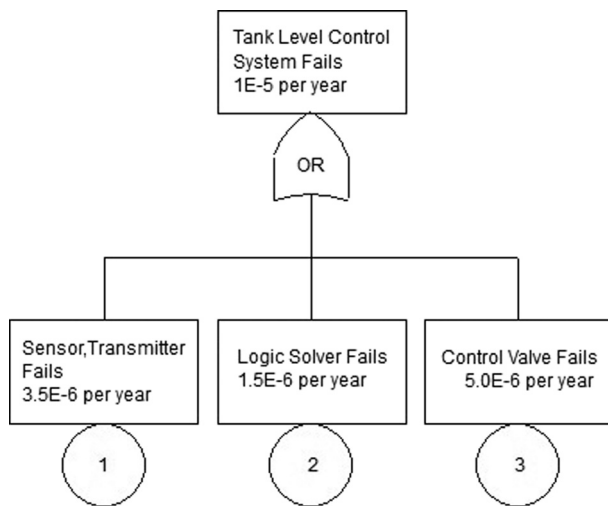 Tank Level Control
System Fails
1E-5 per year
OR
Sensor,Transmitter
Fails
3.5E-6 per year
Logic Solver Fails
1.5E-6 per year
Control Valve Fails
5.0E-6 per year
1
2
3